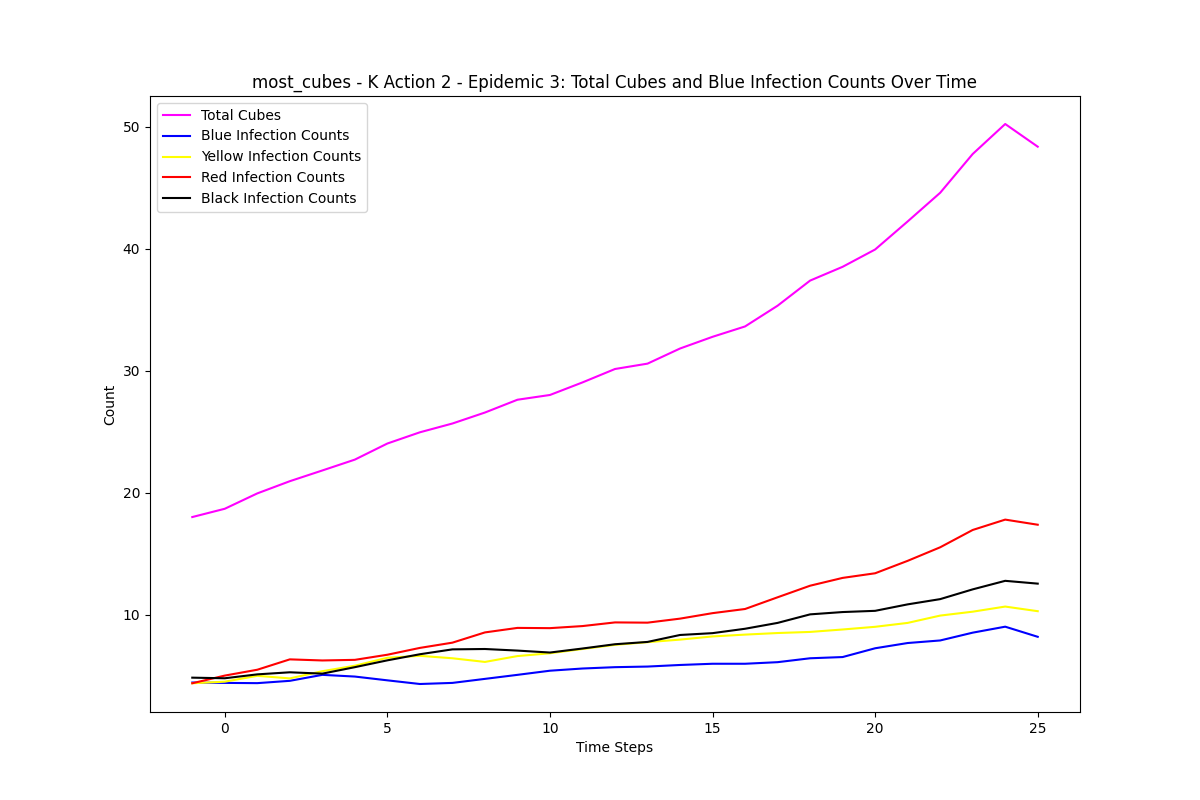 most_cubes - K Action 2 - Epidemic 3: Total Cubes and Blue Infection Counts Over Time
Total Cubes
Blue Infection Counts
Yellow Infection Counts
Red Infection Counts
Black Infection Counts
50
40
30
20
10
Count
0 5 10 15 20 25
Time Steps